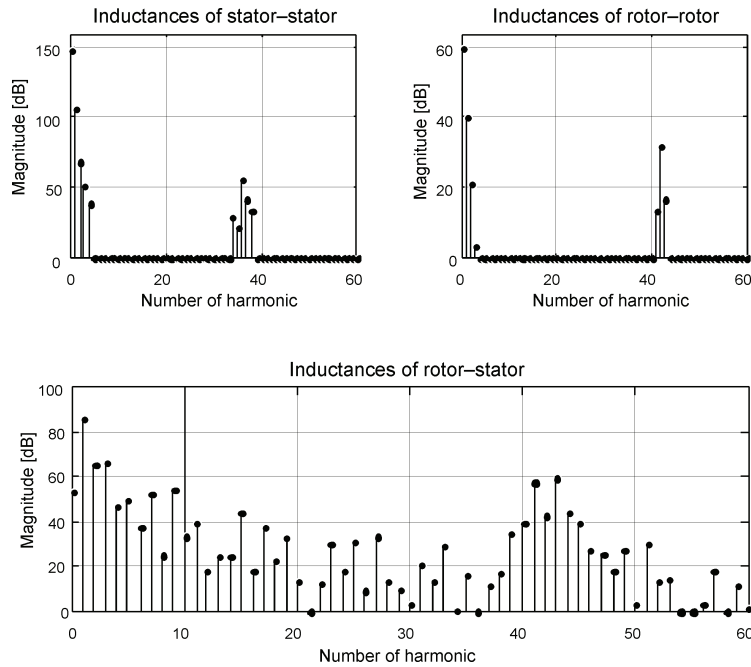 Inductances of stator–stator
Magnitude [dB]
150
100
50
0
0 20 40 60
Number of harmonic
Inductances of rotor–rotor
Magnitude [dB]
60
40
20
0
0 20 40 60
Number of harmonic
Inductances of rotor–stator
Magnitude [dB]
100
80
60
40
20
0
0 10 20 30 40 50 60
Number of harmonic